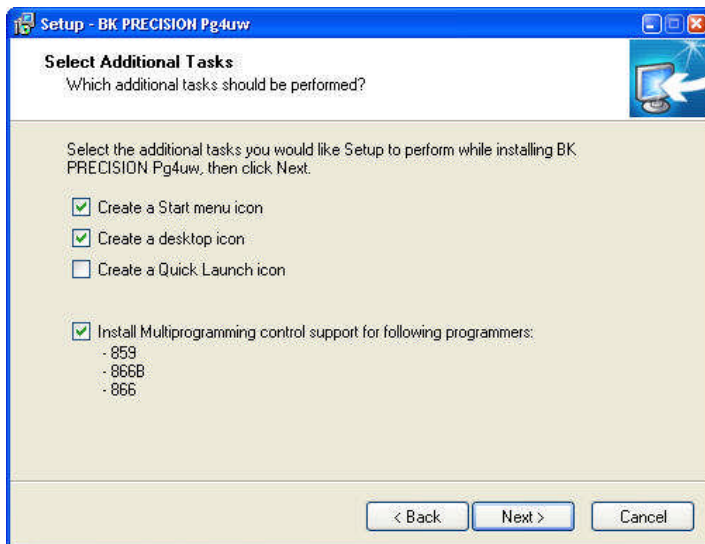 Setup - BK PRECISION Pg4uw
Select Additional Tasks
Which additional tasks should be performed?
Select the additional tasks you would like Setup to perform while installing BK
PRECISION Pg4uw, then click Next.
Create a Start menu icon
Create a desktop icon
Create a Quick Launch icon
Install Multiprogramming control support for following programmers:
- 859
- 866B
- 866
< Back
Next >
Cancel